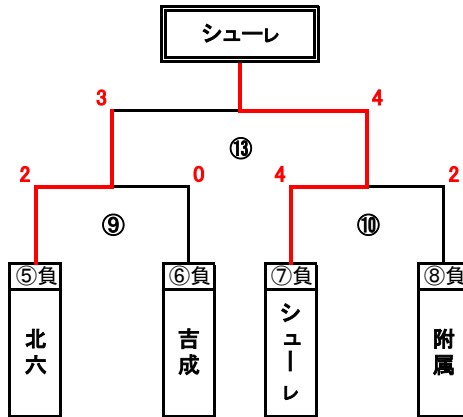 シューレ
3 4
⑬
2 0 4 2
⑨ ⑩
⑤負 ⑥負 ⑦負 ⑧負
北六 吉成 シューレ 附属